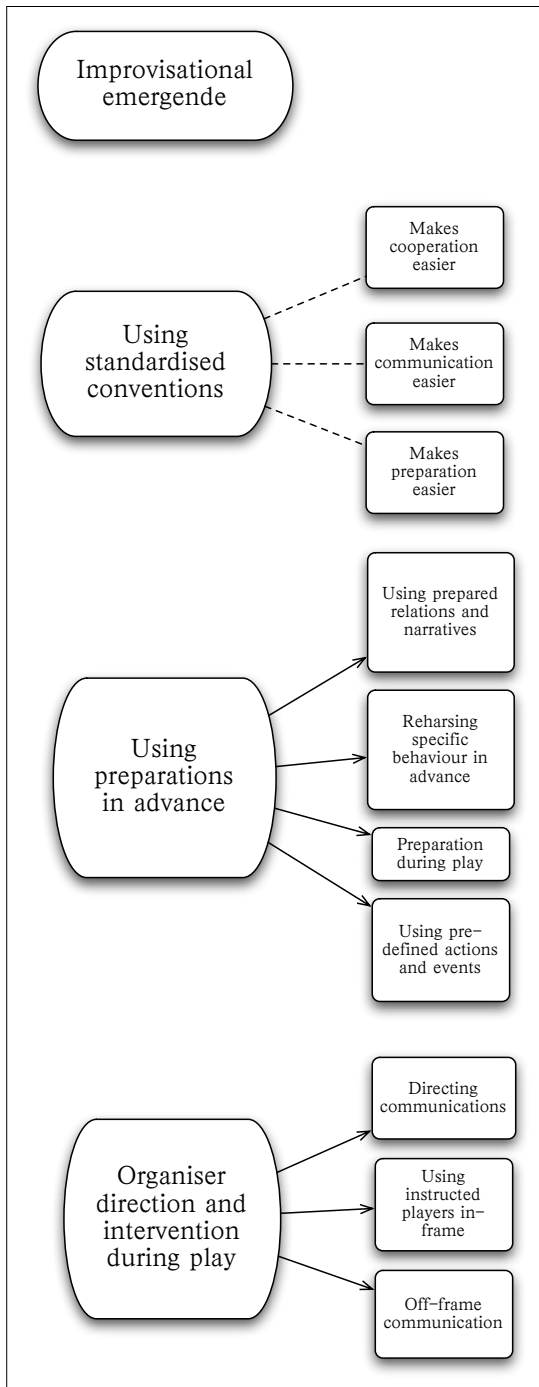 Improvisational
emergende
Makes
cooperation
easier
Using
standardised
conventions
Makes
communication
easier
Makes
preparation
easier
Using prepared
relations and
narratives
Using
preparations
in advance
Reharsing
specific
behaviour in
advance
Preparation
during play
Using pre-
defined actions
and events
Organiser
direction and
intervention
during play
Directing
communications
Using
instructed
players in-
frame
Off-frame
communication